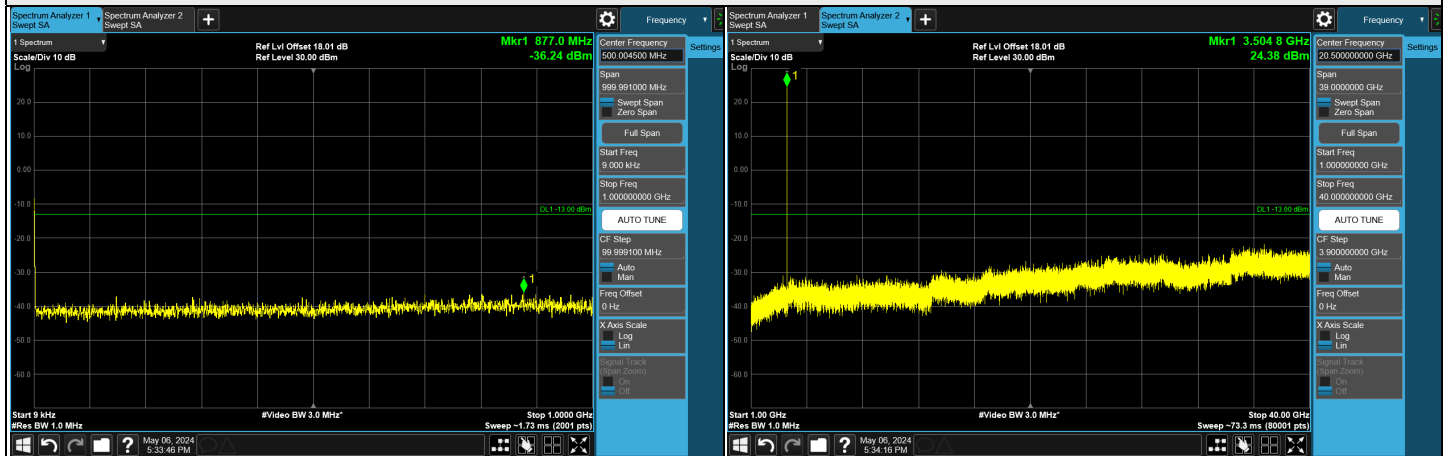 Spectrum Analyzer 1
Swept SA
Spectrum Analyzer 2
Swept SA
Frequency
1 Spectrum
Scale/Div 10 dB
Log
Ref Lvl Offset 18.01 dB
Ref Level 30.00 dBm
Mkr1 877.0 MHz
-36.24 dBm
20.0
10.0
0.00
-10.0
-20.0
-30.0
-40.0
-50.0
-60.0
DL1 -13.00 dBm
1
Start 9 kHz
#Res BW 1.0 MHz
#Video BW 3.0 MHz*
Stop 1.0000 GHz
Sweep ~1.73 ms (2001 pts)
Center Frequency
500.004500 MHz
Settings
Span
999.991000 MHz
Swept Span
Zero Span
Full Span
Start Freq
9.000 kHz
Stop Freq
1.000000000 GHz
AUTO TUNE
CF Step
99.999100 MHz
Auto
Man
Freq Offset
0 Hz
X Axis Scale
Log
Lin
Signal Track
(Span Zoom)
On
Off
?
May 06, 2024
5:33:46 PM
Spectrum Analyzer 1
Swept SA
Spectrum Analyzer 2
Swept SA
Frequency
1 Spectrum
Scale/Div 10 dB
Log
Ref Lvl Offset 18.01 dB
Ref Level 30.00 dBm
Mkr1 3.504 8 GHz
24.38 dBm
1
20.0
10.0
0.00
-10.0
-20.0
-30.0
-40.0
-50.0
-60.0
DL1 -13.00 dBm
Start 1.00 GHz
#Res BW 1.0 MHz
#Video BW 3.0 MHz*
Stop 40.00 GHz
Sweep ~73.3 ms (80001 pts)
Center Frequency
20.500000000 GHz
Settings
Span
39.0000000 GHz
Swept Span
Zero Span
Full Span
Start Freq
1.000000000 GHz
Stop Freq
40.000000000 GHz
AUTO TUNE
CF Step
3.900000000 GHz
Auto
Man
Freq Offset
0 Hz
X Axis Scale
Log
Lin
Signal Track
(Span Zoom)
On
Off
?
May 06, 2024
5:34:16 PM